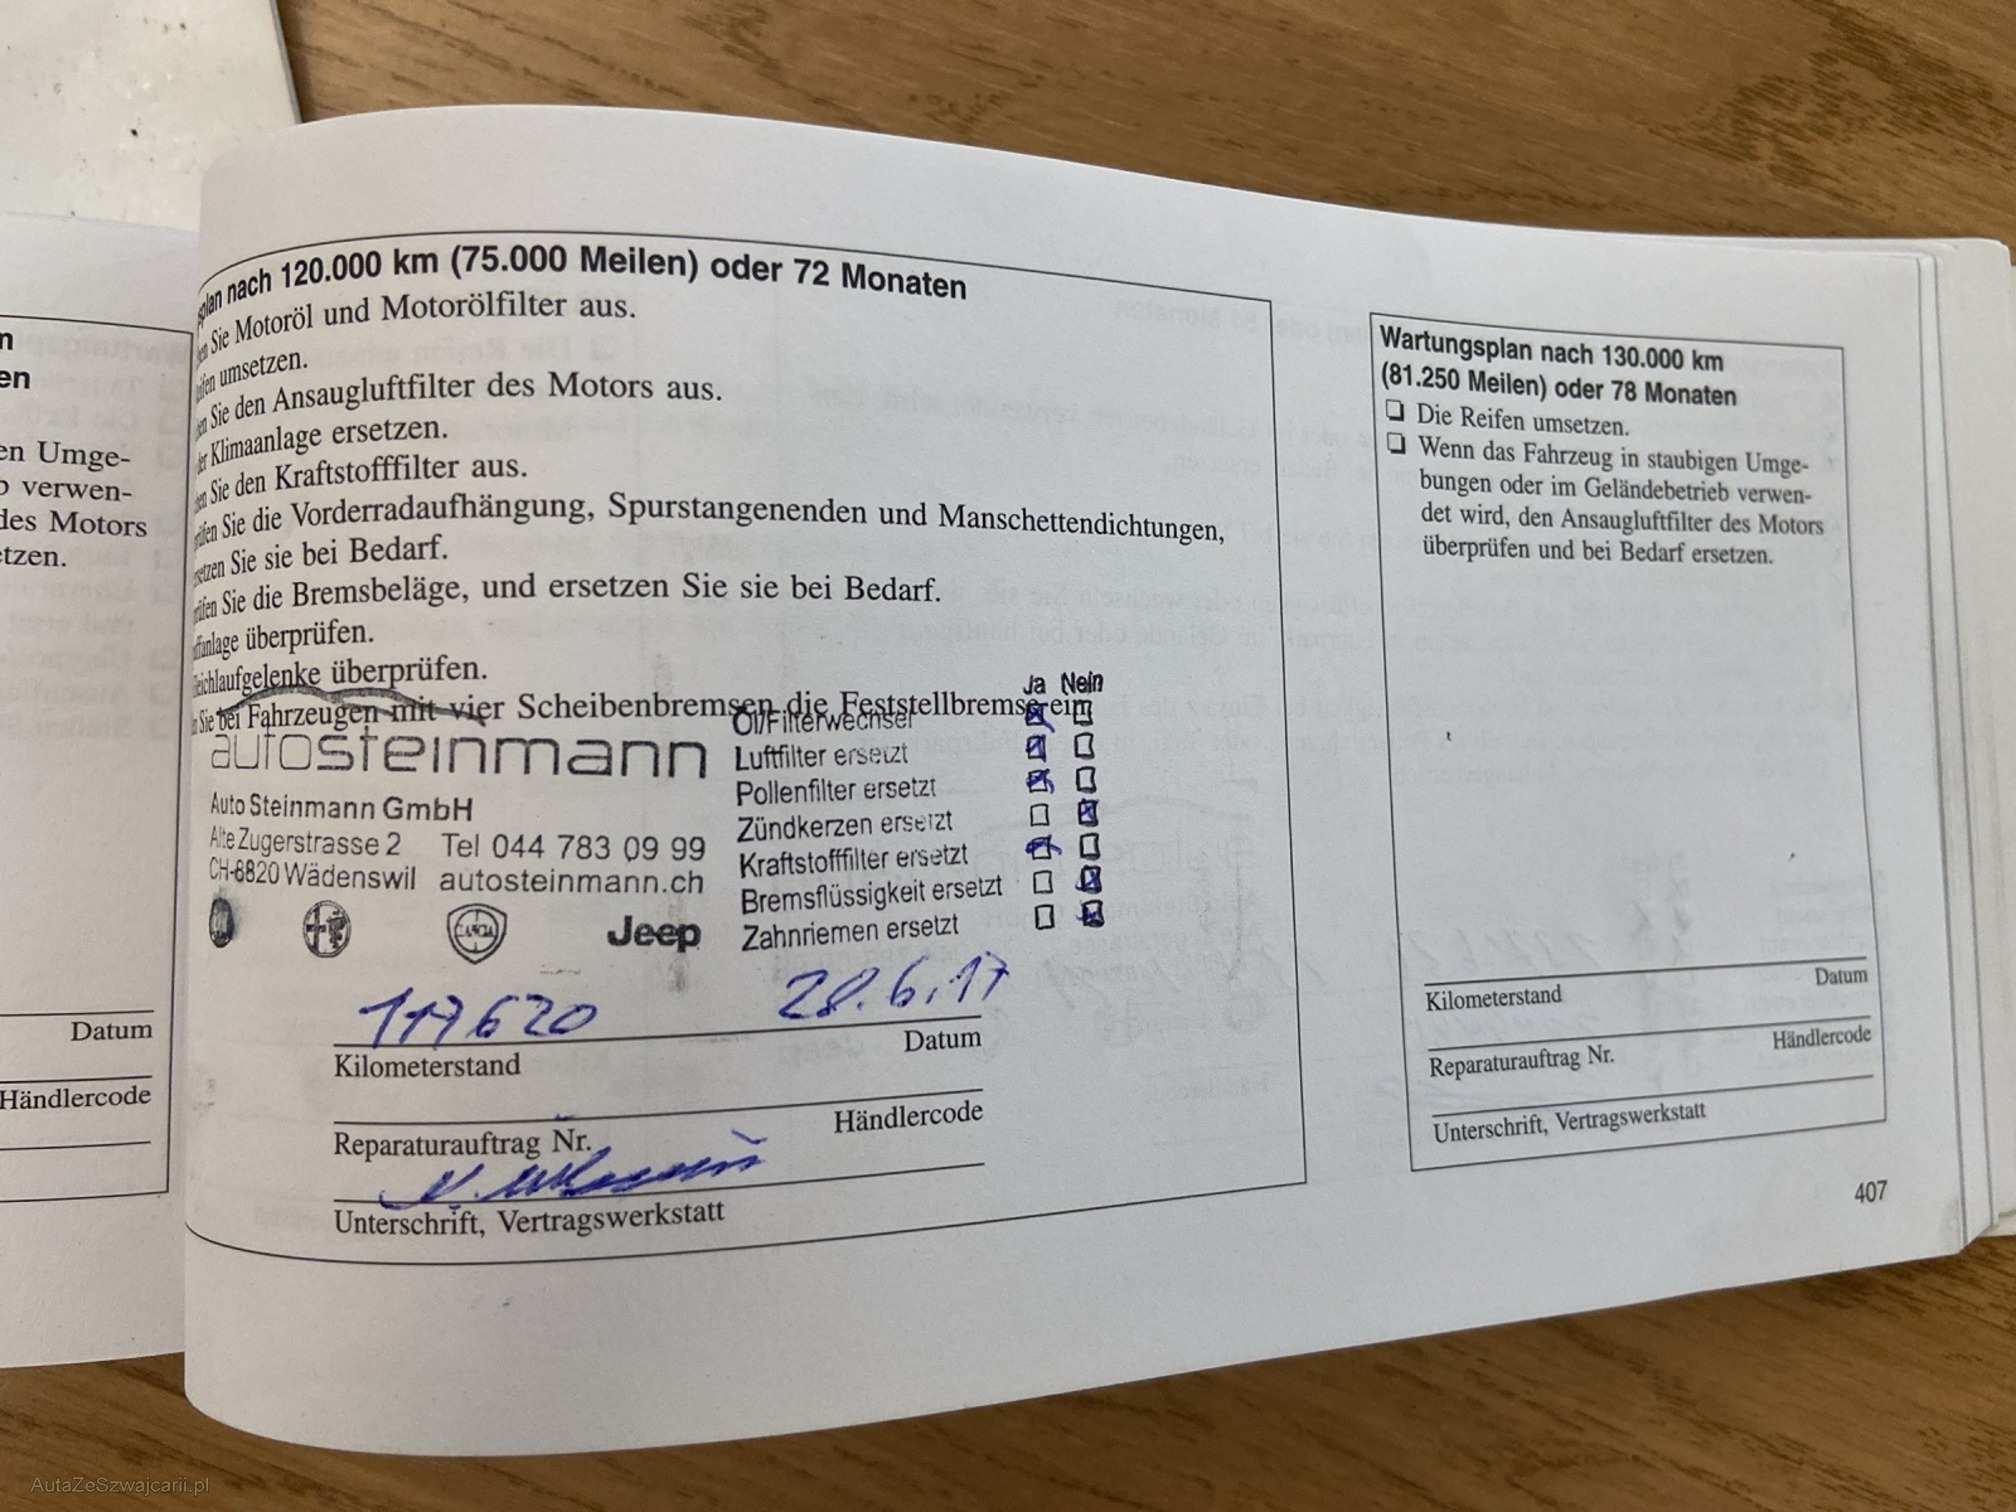 n
en
en Umge-
o verwen-
des Motors
etzen.
Datum
Händlercode
plan nach 120.000 km (75.000 Meilen) oder 72 Monaten
en Sie Motoröl und Motorölfilter aus.
eifen umsetzen.
en Sie den Ansaugluftfilter des Motors aus.
er Klimaanlage ersetzen.
en Sie den Kraftstofffilter aus.
rüfen Sie die Vorderradaufhängung, Spurstangenenden und Manschettendichtungen,
setzen Sie sie bei Bedarf.
rüfen Sie die Bremsbeläge, und ersetzen Sie sie bei Bedarf.
ffanlage überprüfen.
leichlaufgelenke überprüfen.
n Sie bei Fahrzeugen mit vier Scheibenbremsen die Feststellbremse ein
Ja Nein
autosteinmann
Auto Steinmann GmbH
Alte Zugerstrasse 2 Tel 044 783 09 99
CH-8820 Wädenswil autosteinmann.ch
LANCIA
Jeep
Öl/Filterwechsel
Luftfilter ersetzt
Pollenfilter ersetzt
Zündkerzen ersetzt
Kraftstofffilter ersetzt
Bremsflüssigkeit ersetzt
Zahnriemen ersetzt
117620 28.6.17
Kilometerstand Datum
Reparaturauftrag Nr. Händlercode
Unterschrift, Vertragswerkstatt
Wartungsplan nach 130.000 km
(81.250 Meilen) oder 78 Monaten
❏ Die Reifen umsetzen.
❏ Wenn das Fahrzeug in staubigen Umge-
bungen oder im Geländebetrieb verwen-
det wird, den Ansaugluftfilter des Motors
überprüfen und bei Bedarf ersetzen.
Kilometerstand Datum
Reparaturauftrag Nr. Händlercode
Unterschrift, Vertragswerkstatt
407
AutaZeSzwajcarii.pl